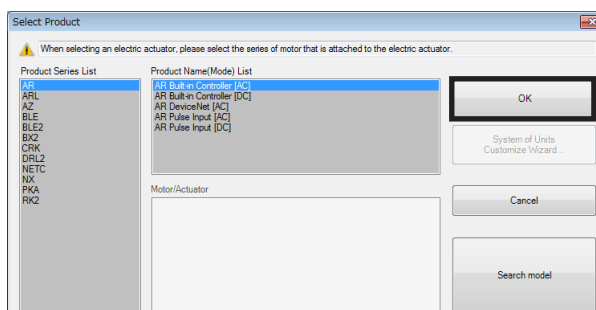 Select Product
When selecting an electric actuator, please select the series of motor that is attached to the electric actuator.
Product Series List
AR
ARL
AZ
BLE
BLE2
BX2
CRK
DRL2
NETC
NX
PKA
RK2
Product Name(Mode) List
AR Built-in Controller [AC]
AR Built-in Controller [DC]
AR DeviceNet [AC]
AR Pulse Input [AC]
AR Pulse Input [DC]
Motor/Actuator
OK
System of Units
Customize Wizard...
Cancel
Search model